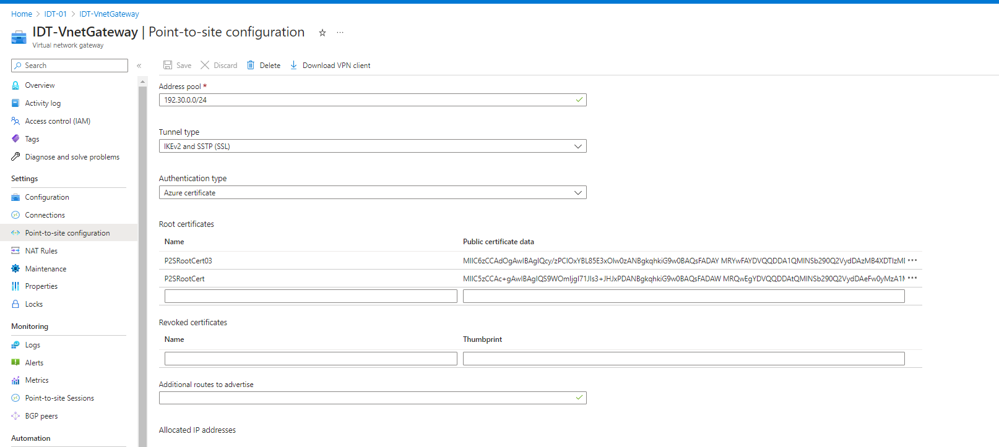 Home > IDT-01 > IDT-VnetGateway
IDT-VnetGateway | Point-to-site configuration
Virtual network gateway
Search
Overview
Activity log
Access control (IAM)
Tags
Diagnose and solve problems
Settings
Configuration
Connections
Point-to-site configuration
NAT Rules
Maintenance
Properties
Locks
Monitoring
Logs
Alerts
Metrics
Point-to-site Sessions
BGP peers
Automation
Save Discard Delete Download VPN client
Address pool *
192.30.0.0/24
Tunnel type
IKEv2 and SSTP (SSL)
Authentication type
Azure certificate
Root certificates
Name Public certificate data
P2SRootCert03 MIIC6zCCAdOgAwIBAgIQcy/zPCIOxYBL85E3xOlw0zANBgkqhkiG9w0BAQsFADAY MRYwFAYDVQQDDA1QMlNSb290Q2VydDAzMB4XDTIzMD
P2SRootCert MIIC5zCCAc+gAwIBAgIQS9WOmIjgI71JIs3+JHJxPDANBgkqhkiG9w0BAQsFADAW MRQwEgYDVQQDDAtQMlNSb290Q2VydDAeFw0yMzA1M
Revoked certificates
Name Thumbprint
Additional routes to advertise
Allocated IP addresses